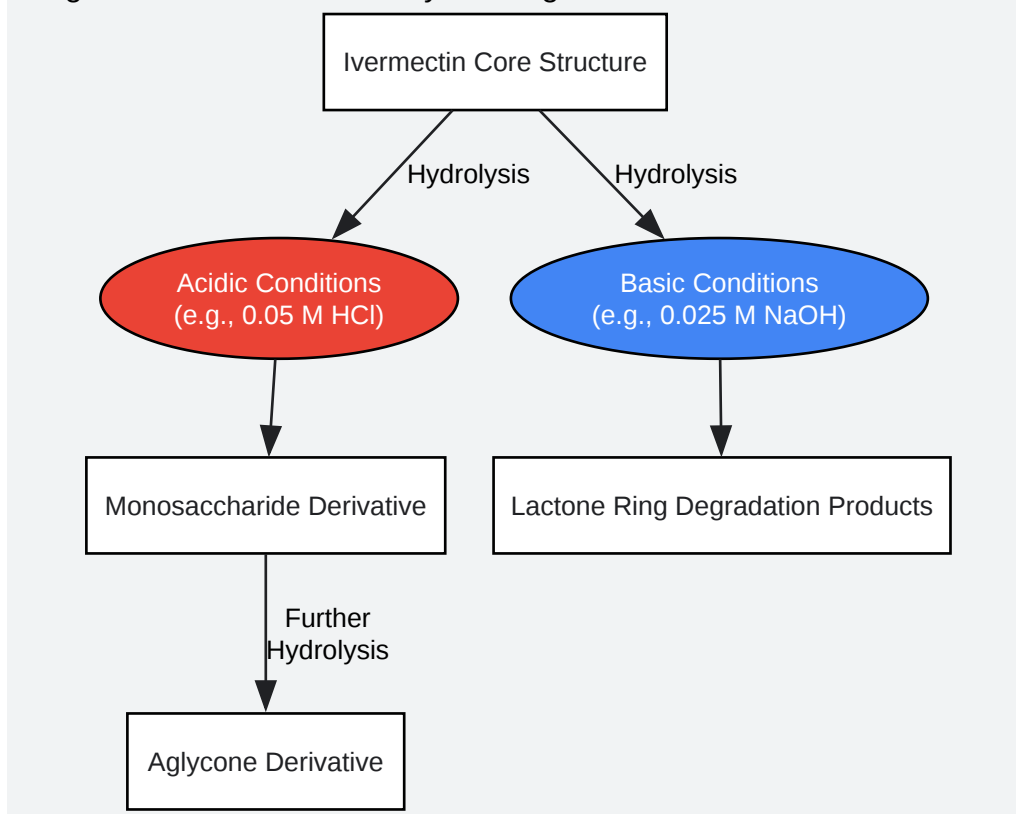 Ivermectin Core Structure
Hydrolysis
Hydrolysis
Acidic Conditions
(e.g., 0.05 M HCl)
Basic Conditions
(e.g., 0.025 M NaOH)
Monosaccharide Derivative
Lactone Ring Degradation Products
Further
Hydrolysis
Aglycone Derivative